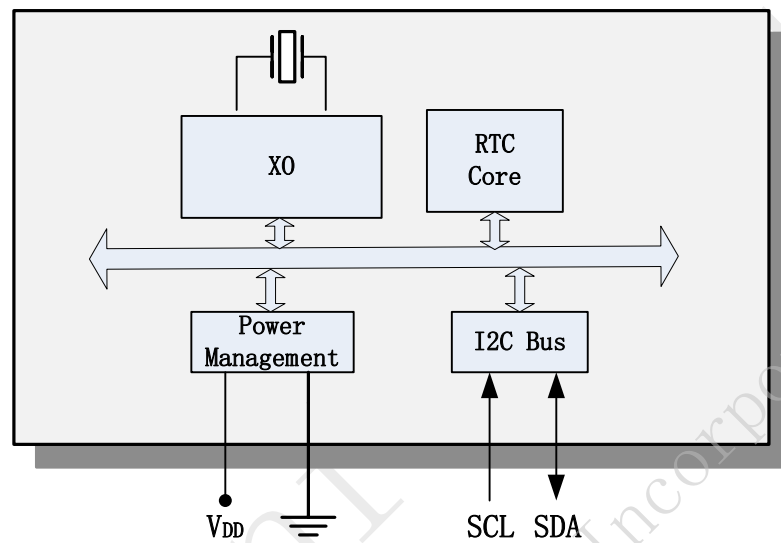 XO
RTC
Core
Power
Management
I2C Bus
VDD
SCL SDA